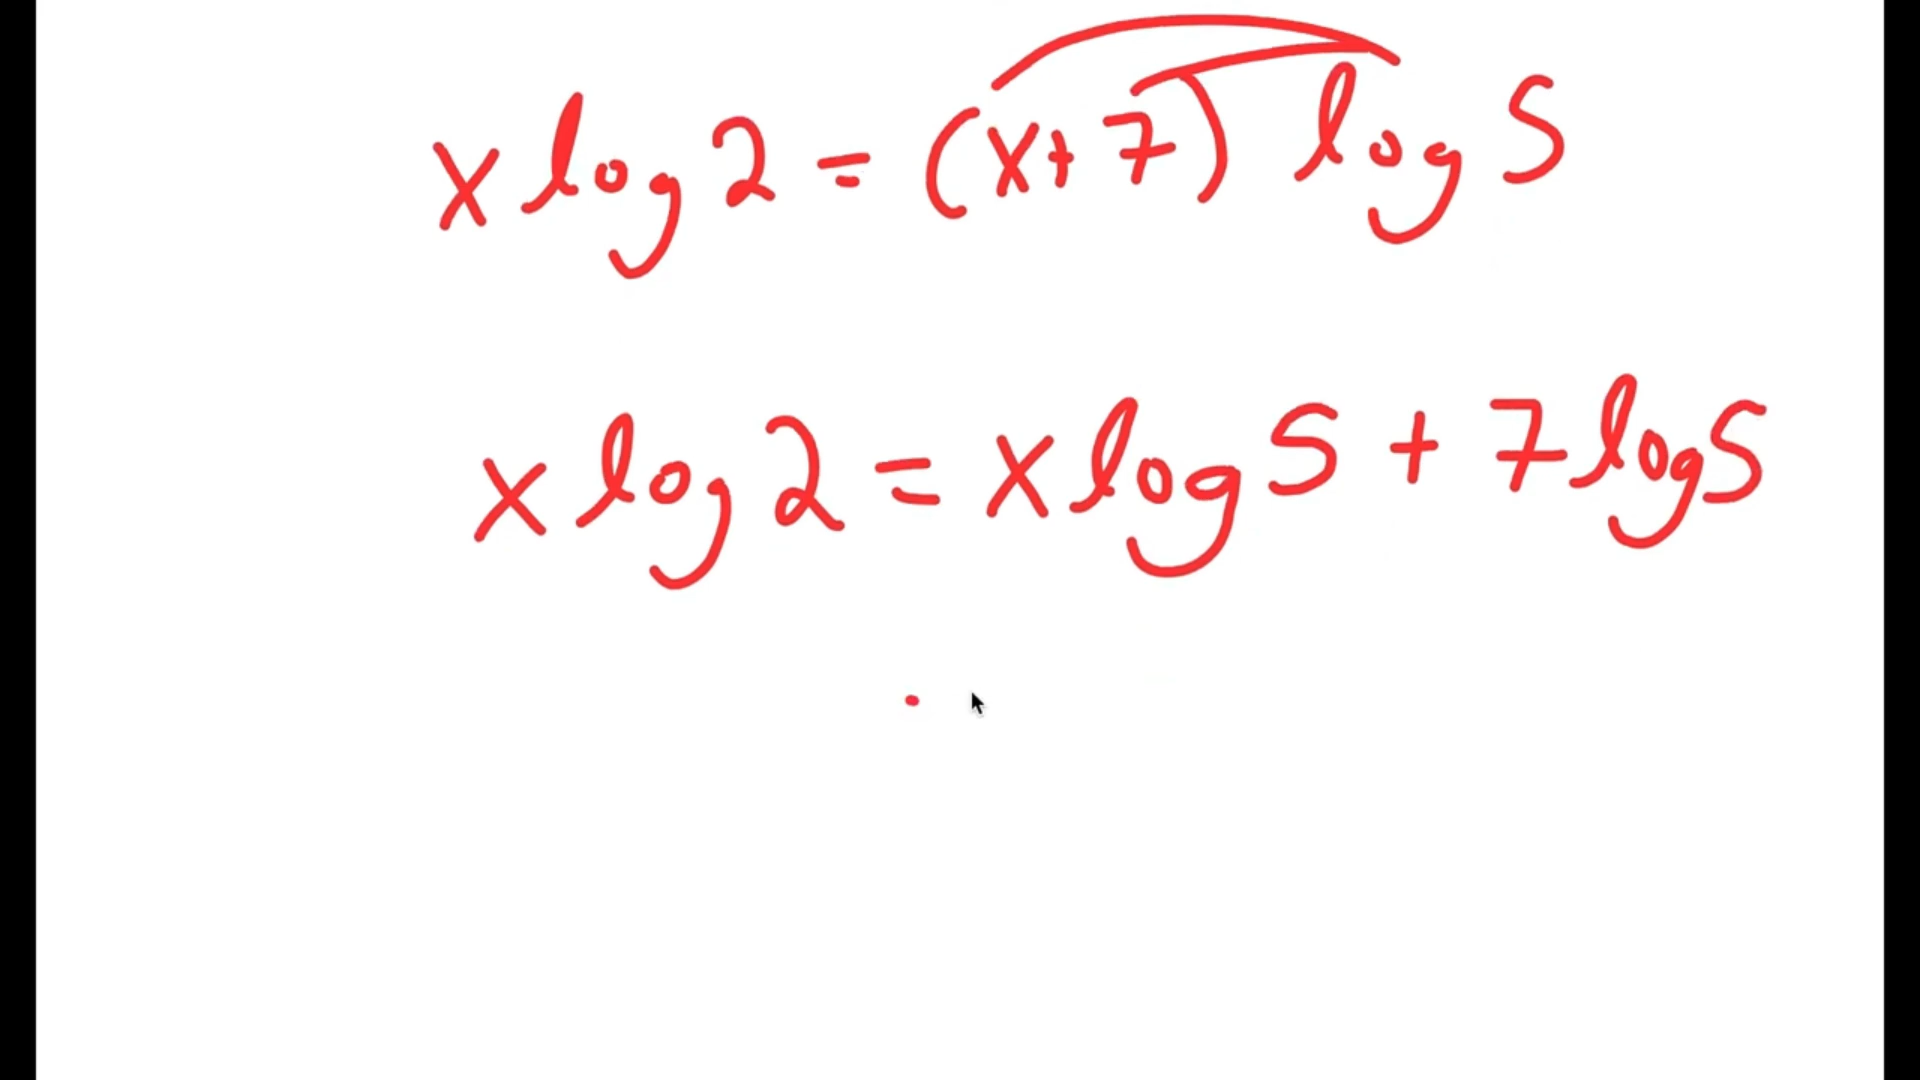 x log 2 = (x+7) log 5
x log 2 = x log 5 + 7 log 5